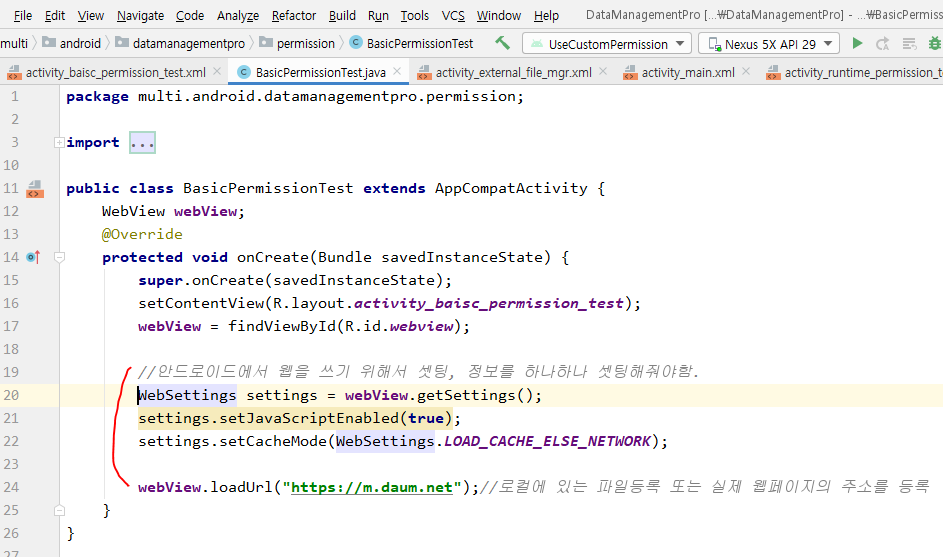 File Edit View Navigate Code Analyze Refactor Build Run Tools VCS Window Help DataManagementPro [...₩DataManagementPro] - ...₩BasicPermiss
multi android datamanagementpro permission BasicPermissionTest UseCustomPermission Nexus 5X API 29
activity_baisc_permission_test.xml BasicPermissionTest.java activity_external_file_mgr.xml activity_main.xml activity_runtime_permission_te
1 package multi.android.datamanagementpro.permission;
2
3 import ...
10
11 public class BasicPermissionTest extends AppCompatActivity {
12 WebView webView;
13 @Override
14 protected void onCreate(Bundle savedInstanceState) {
15 super.onCreate(savedInstanceState);
16 setContentView(R.layout.activity_baisc_permission_test);
17 webView = findViewById(R.id.webview);
18
19 //안드로이드에서 웹을 쓰기 위해서 셋팅, 정보를 하나하나 셋팅해줘야함.
20 WebSettings settings = webView.getSettings();
21 settings.setJavaScriptEnabled(true);
22 settings.setCacheMode(WebSettings.LOAD_CACHE_ELSE_NETWORK);
23
24 webView.loadUrl("https://m.daum.net");//로컬에 있는 파일등록 또는 실제 웹페이지의 주소를 등록
25 }
26 }
27